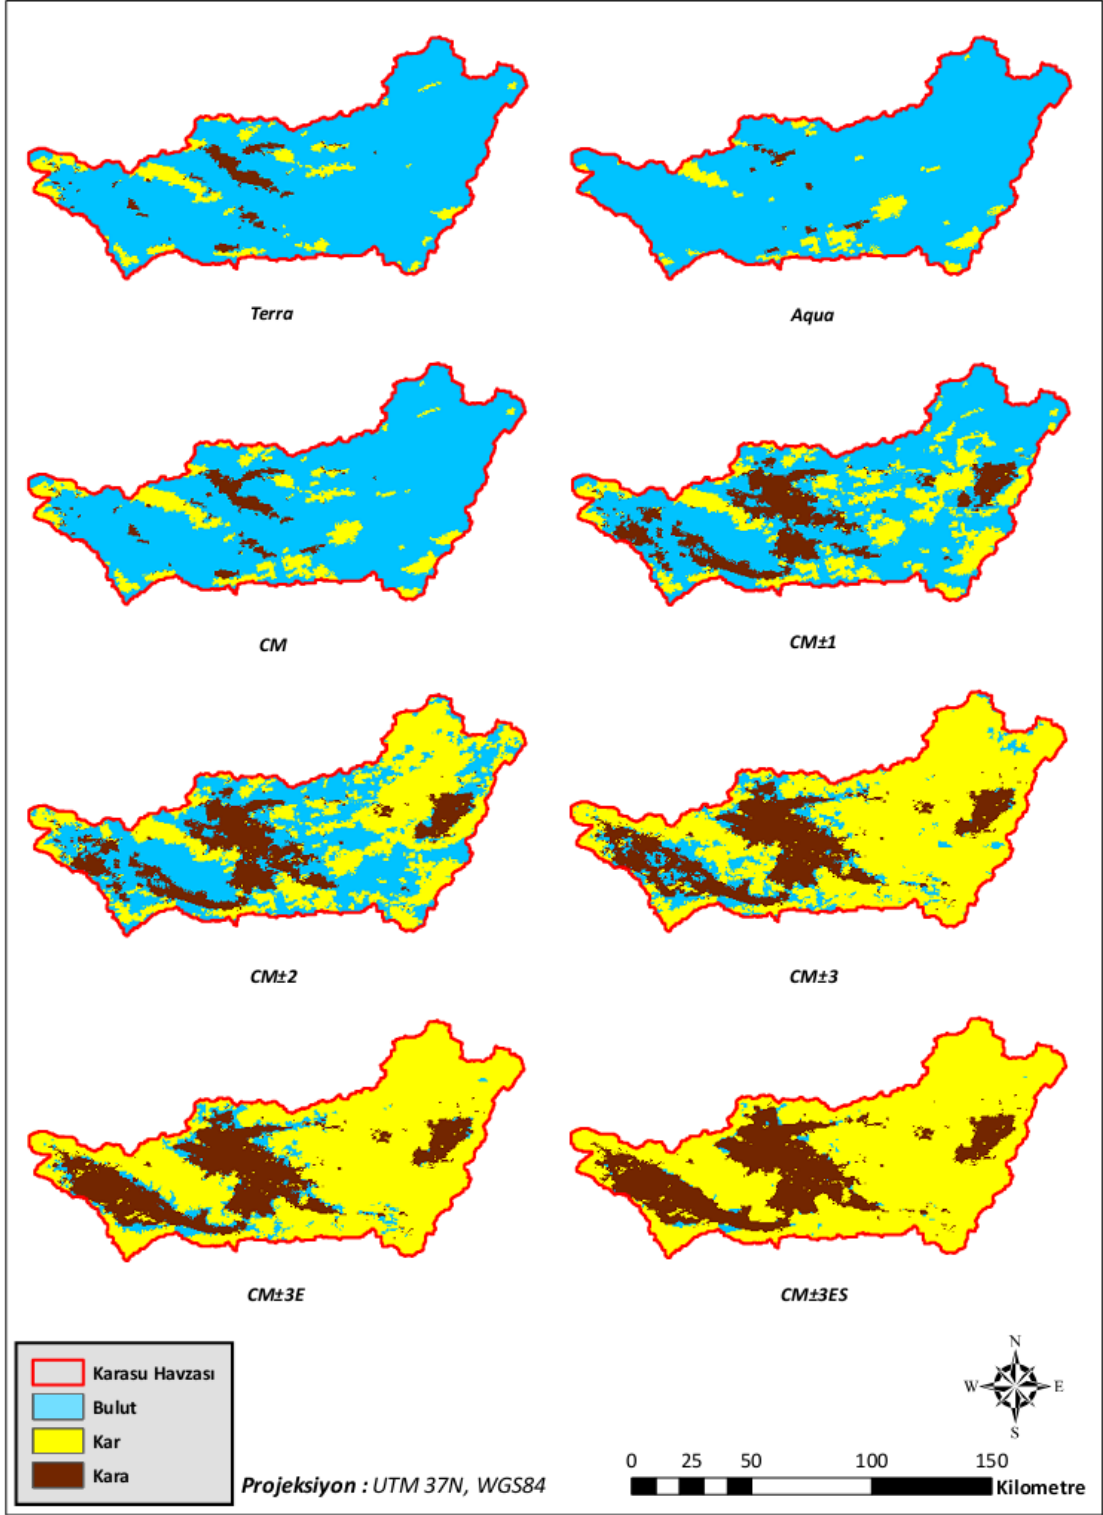 Terra
Aqua
CM
CM±1
CM±2
CM±3
CM±3E
CM±3ES
Karasu Havzası
Bulut
Kar
Kara
Projeksiyon : UTM 37N, WGS84
N
W E
S
0 25 50 100 150
Kilometre